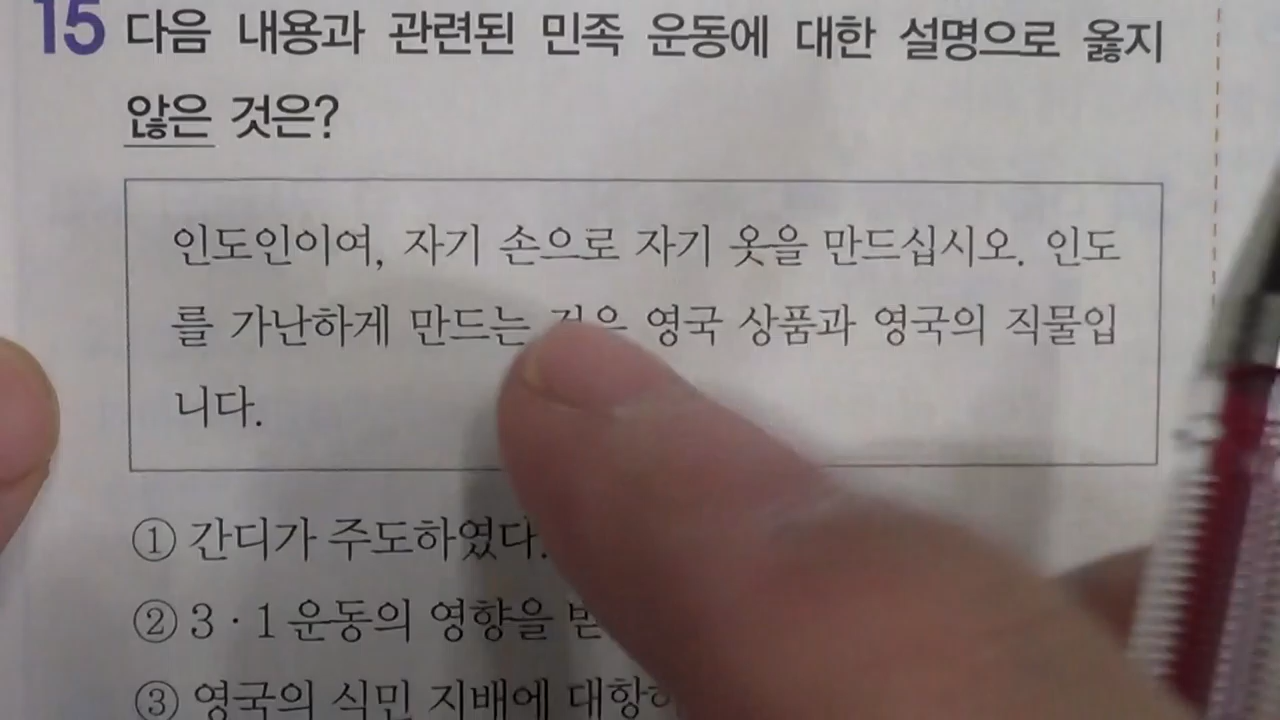 15 다음 내용과 관련된 민족 운동에 대한 설명으로 옳지
않은 것은?
인도인이여, 자기 손으로 자기 옷을 만드십시오. 인도
를 가난하게 만드는 영국 상품과 영국의 직물입
니다.
① 간디가 주도하였다.
② 3·1 운동의 영향을
③ 영국의 식민 지배에